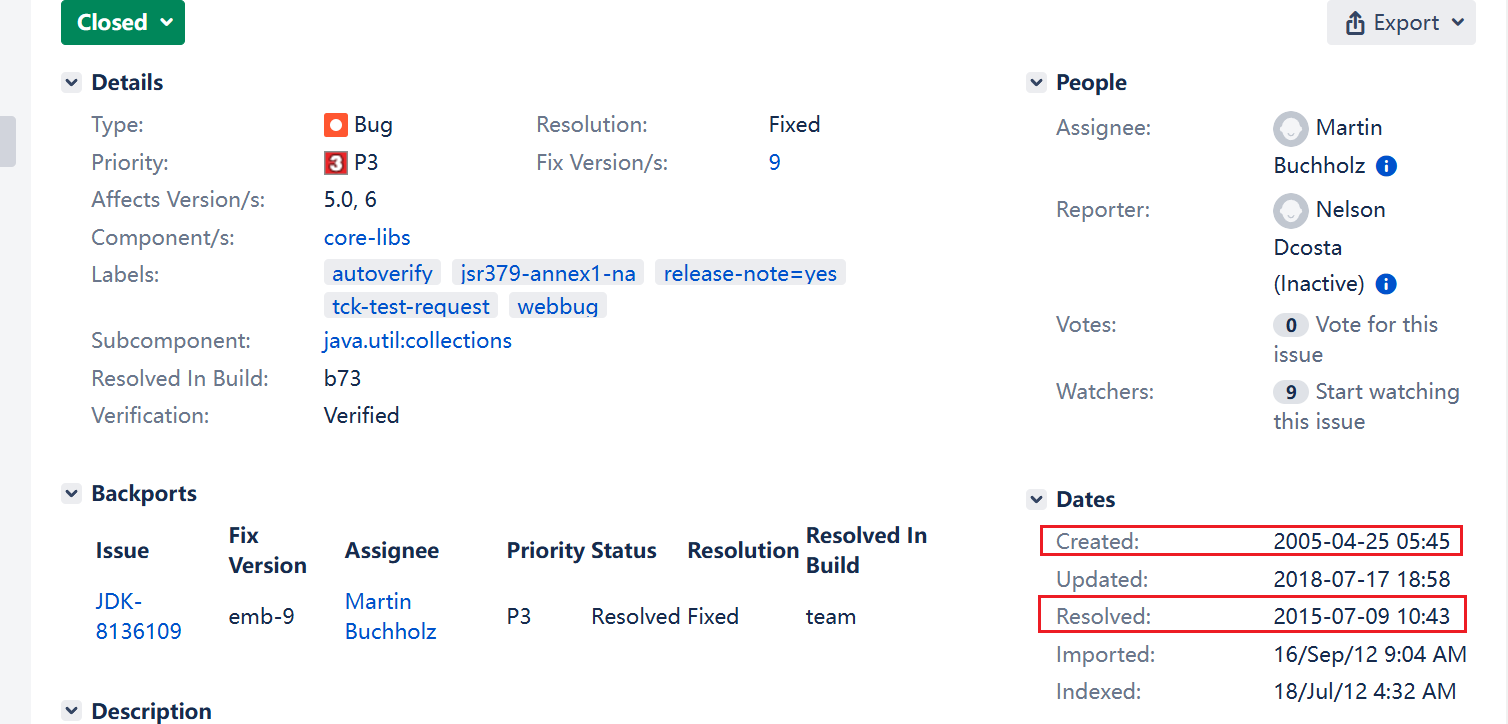 Closed
Export
Details
Type: Bug Resolution: Fixed
Priority: 3 P3 Fix Version/s: 9
Affects Version/s: 5.0, 6
Component/s: core-libs
Labels: autoverify jsr379-annex1-na release-note=yes
tck-test-request webbug
Subcomponent: java.util:collections
Resolved In Build: b73
Verification: Verified
Backports
Issue Fix Version Assignee Priority Status Resolution Resolved In Build
JDK-8136109 emb-9 Martin Buchholz P3 Resolved Fixed team
Description
People
Assignee: Martin
Buchholz
Reporter: Nelson
Dcosta
(Inactive)
Votes: 0 Vote for this
issue
Watchers: 9 Start watching
this issue
Dates
Created: 2005-04-25 05:45
Updated: 2018-07-17 18:58
Resolved: 2015-07-09 10:43
Imported: 16/Sep/12 9:04 AM
Indexed: 18/Jul/12 4:32 AM